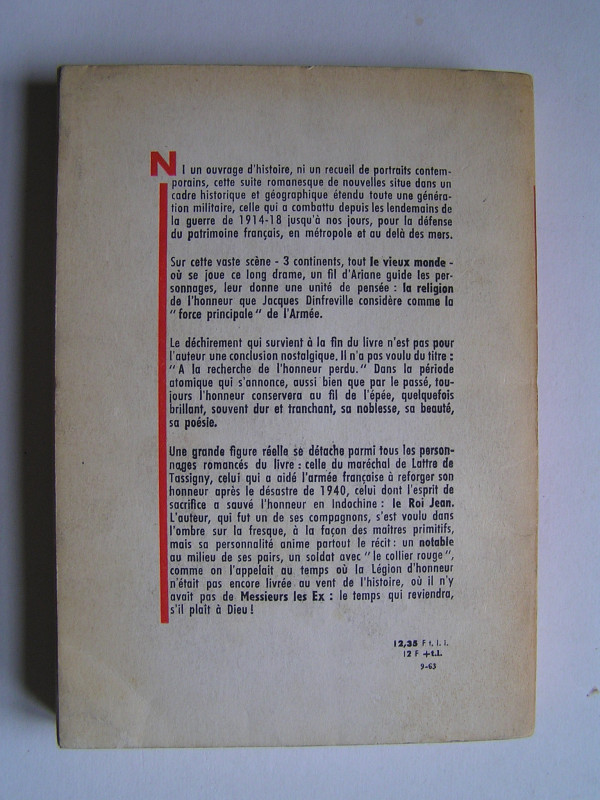 NI un ouvrage d'histoire, ni un recueil de portraits contem-
porains, cette suite romanesque de nouvelles situe dans un
cadre historique et géographique étendu toute une généra-
tion militaire, celle qui a combattu depuis les lendemains de
la guerre de 1914-18 jusqu'à nos jours, pour la défense
du patrimoine français, en métropole et au delà des mers.
Sur cette vaste scène - 3 continents, tout le vieux monde -
où se joue ce long drame, un fil d'Ariane guide les per-
sonnages, leur donne une unité de pensée : la religion
de l'honneur que Jacques Dinfreville considère comme la
"force principale" de l'Armée.
Le déchirement qui survient à la fin du livre n'est pas pour
l'auteur une conclusion nostalgique. Il n'a pas voulu du titre :
"A la recherche de l'honneur perdu." Dans la période
atomique qui s'annonce, aussi bien que par le passé, tou-
jours l'honneur conservera au fil de l'épée, quelquefois
brillant, souvent dur et tranchant, sa noblesse, sa beauté,
sa poésie.
Une grande figure réelle se détache parmi tous les person-
nages romancés du livre : celle du maréchal de Lattre de
Tassigny, celui qui a aidé l'armée française à reforger son
honneur après le désastre de 1940, celui dont l'esprit de
sacrifice a sauvé l'honneur en Indochine : le Roi Jean.
L'auteur, qui fut un de ses compagnons, s'est voulu dans
l'ombre sur la fresque, à la façon des maîtres primitifs,
mais sa personnalité anime partout le récit : un notable
au milieu de ses pairs, un soldat avec "le collier rouge",
comme on l'appelait au temps où la Légion d'honneur
n'était pas encore livrée au vent de l'histoire, où il n'y
avait pas de Messieurs les Ex : le temps qui reviendra,
s'il plaît à Dieu !
12,35 F t. l. i.
12 F +t.l.
9-63